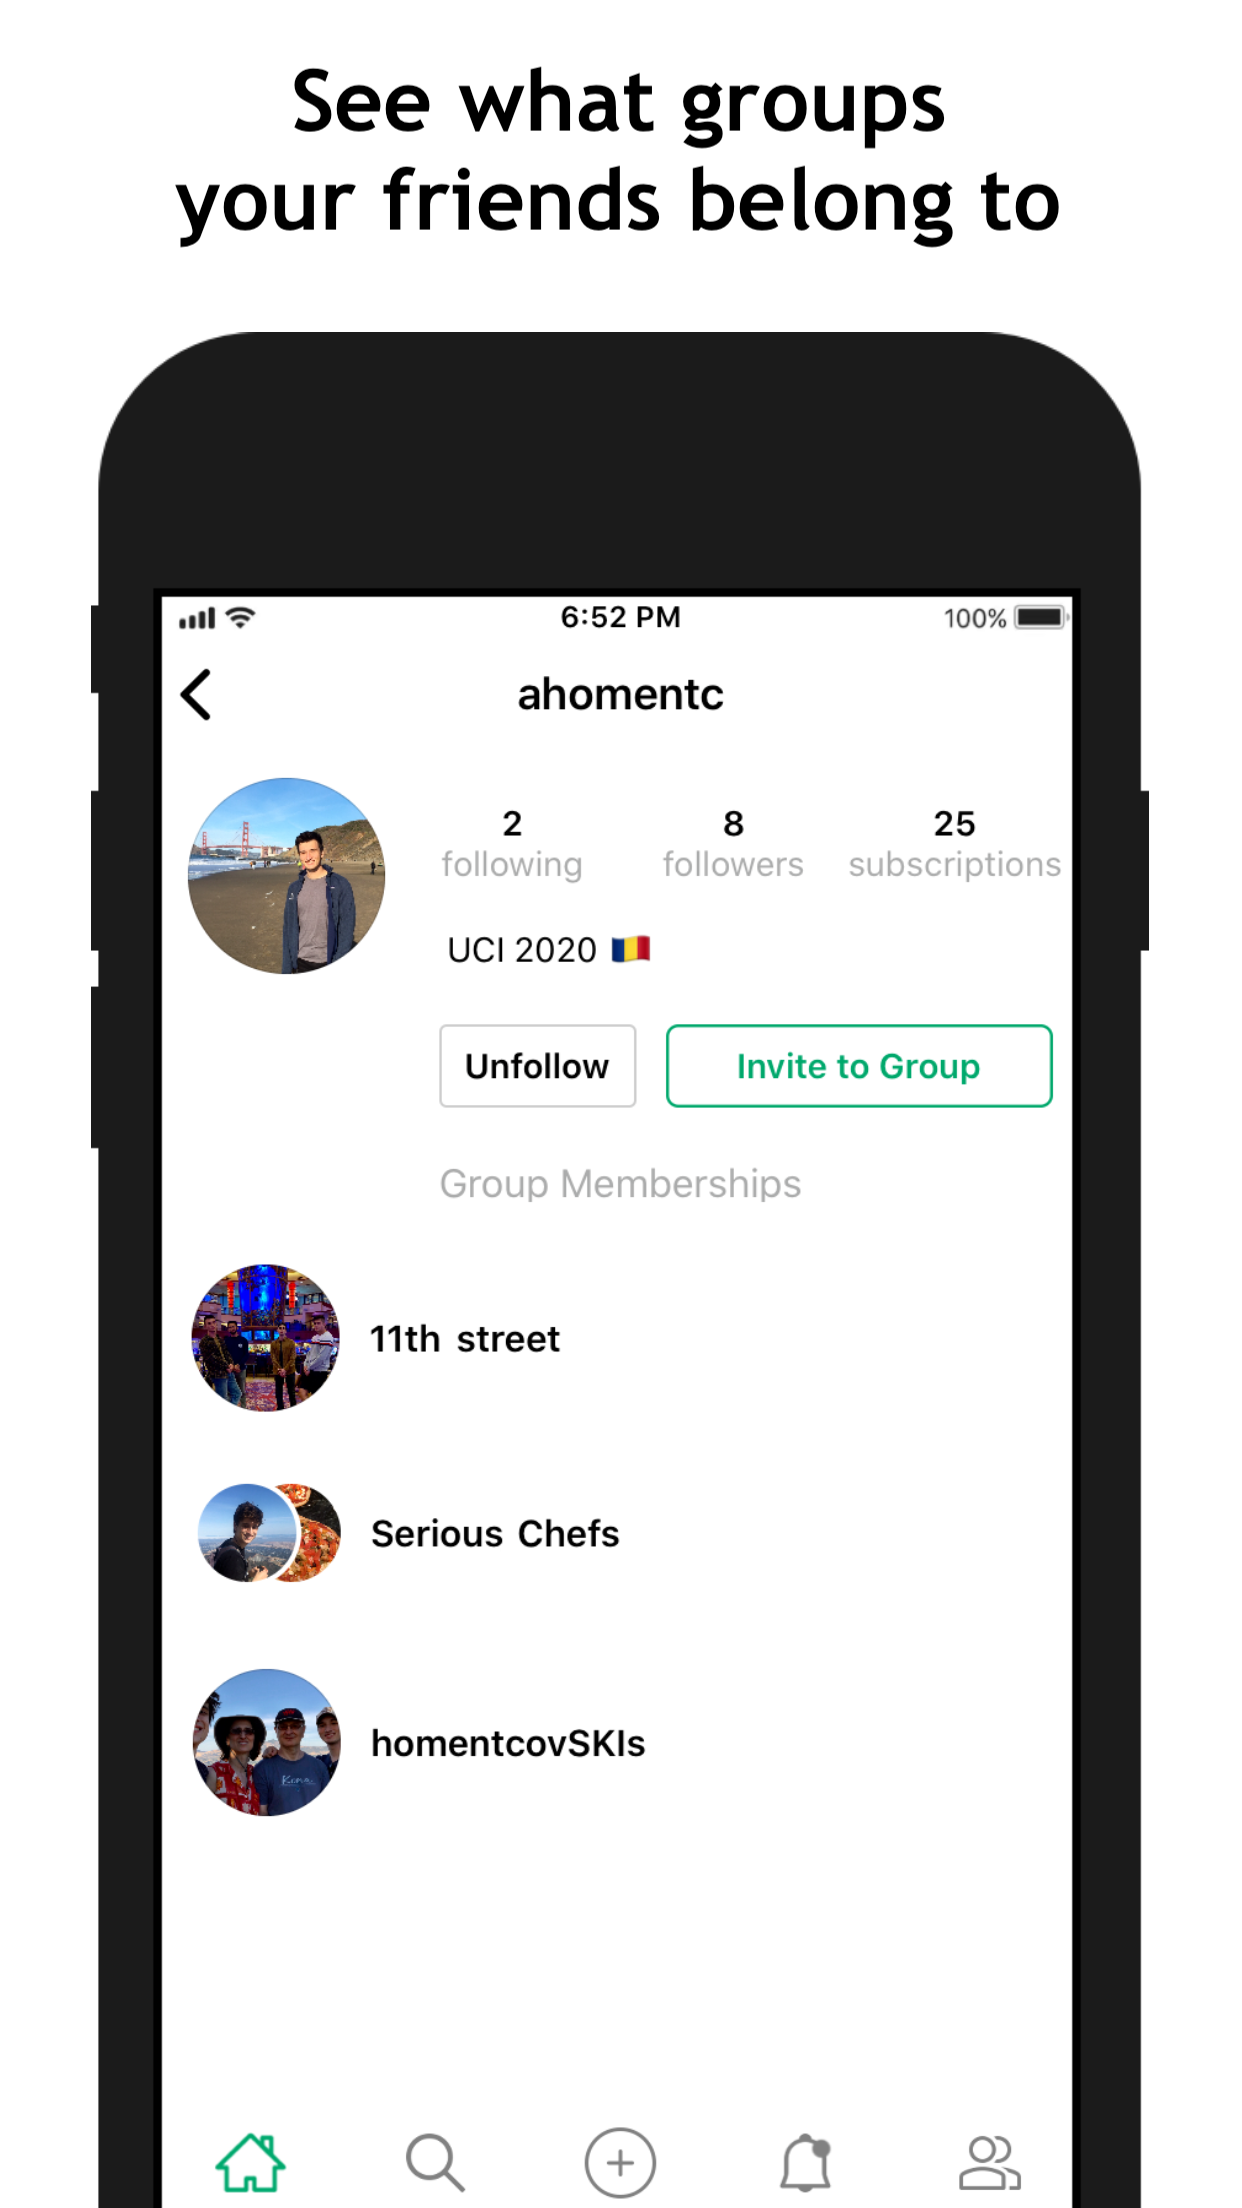 See what groups
your friends belong to
6:52 PM
100%
ahomentc
2 8 25
following followers subscriptions
UCI 2020 🇷🇴
Unfollow Invite to Group
Group Memberships
11th street
Serious Chefs
homentcovSKIs
Kona